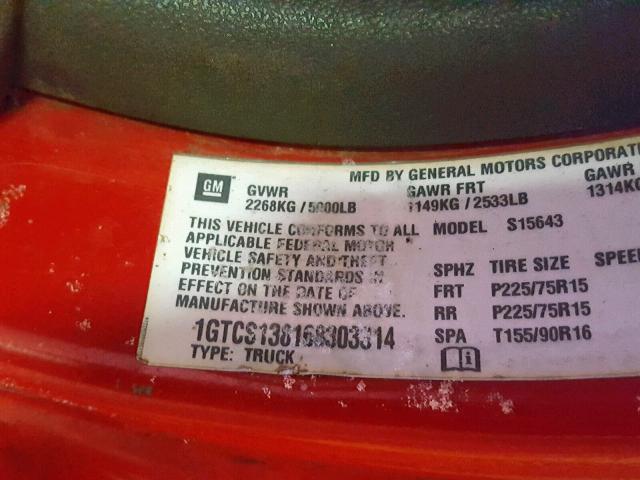 MFD BY GENERAL MOTORS CORPORATI
GM
GVWR GAWR FRT GAWR
2268KG / 5000LB 1149KG / 2533LB 1314KG
THIS VEHICLE CONFORMS TO ALL
APPLICABLE FEDERAL MOTOR
VEHICLE SAFETY AND THEFT
PREVENTION STANDARDS IN
EFFECT ON THE DATE OF
MANUFACTURE SHOWN ABOVE.
1GTCS138168303314
TYPE: TRUCK
MODEL S15643
SPHZ TIRE SIZE SPEE
FRT P225/75R15
RR P225/75R15
SPA T155/90R16